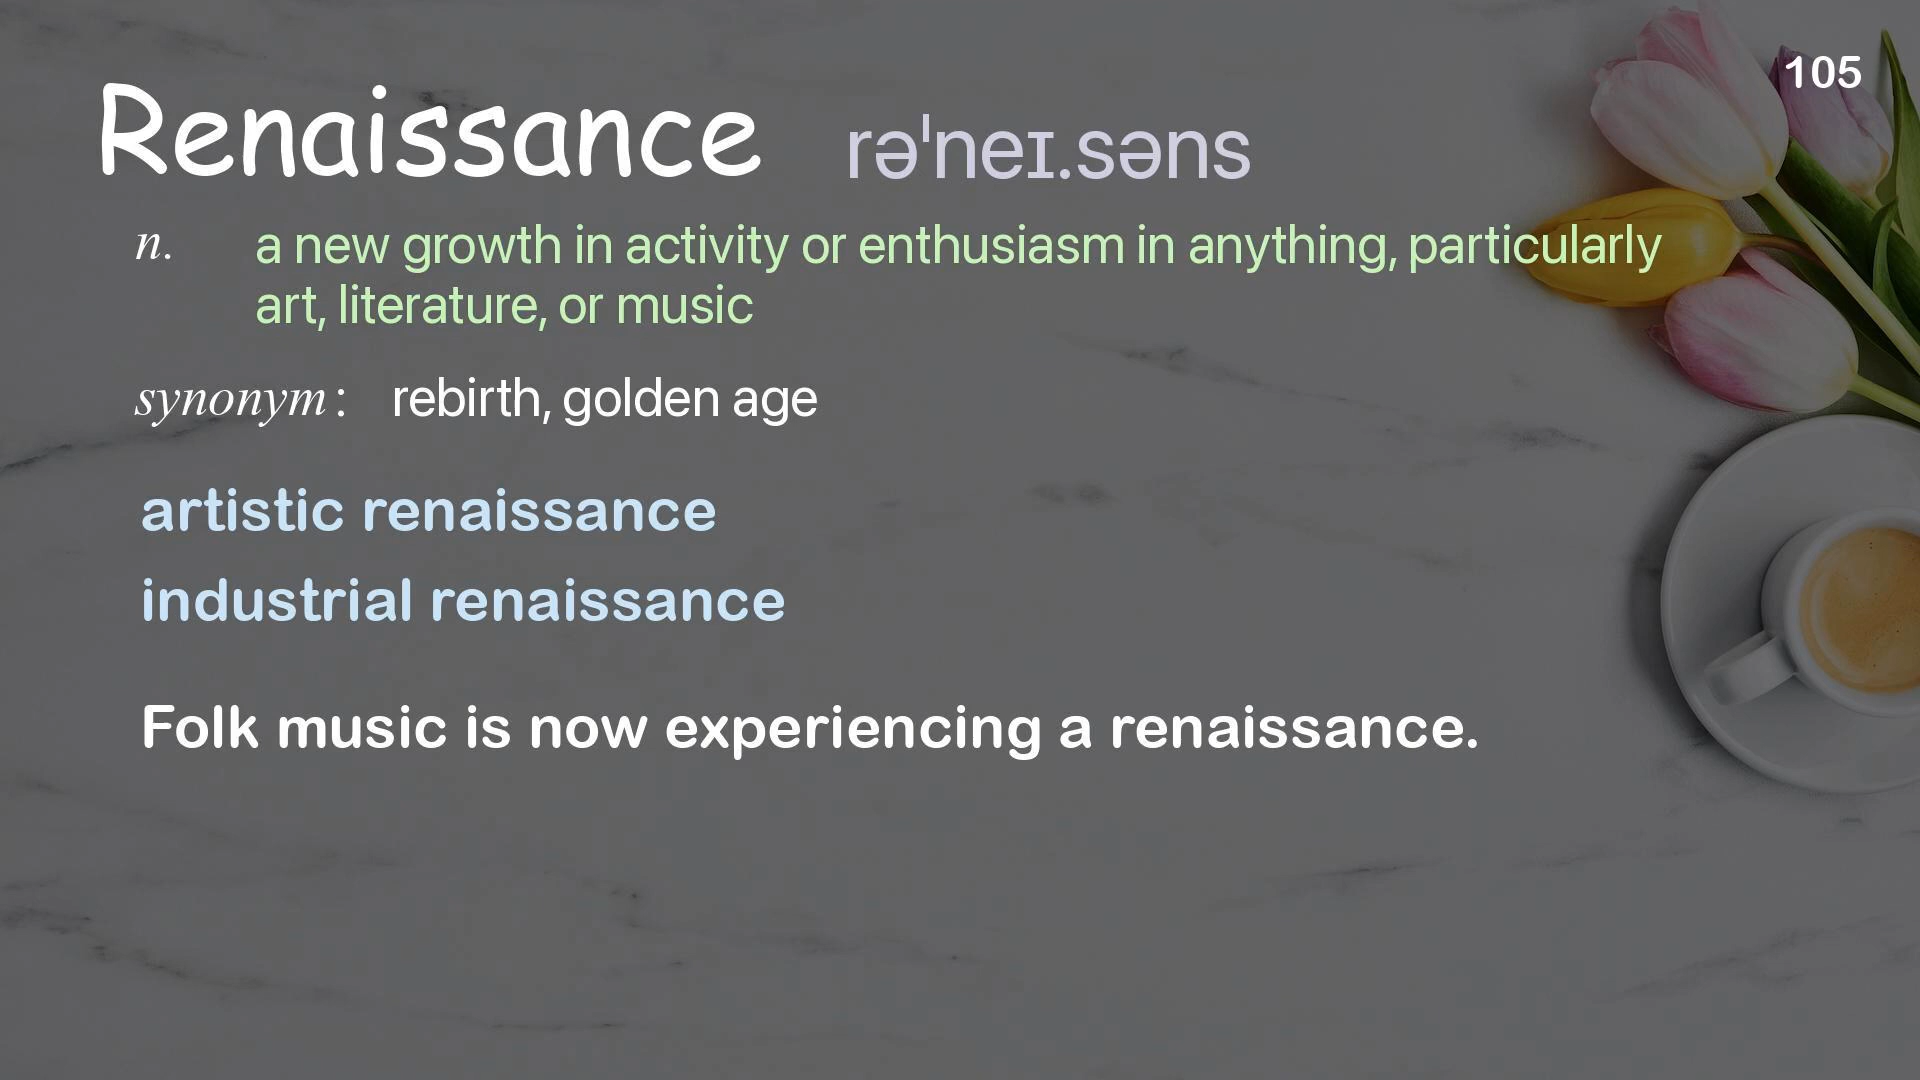 105
Renaissance rəˈneɪ.səns
n. a new growth in activity or enthusiasm in anything, particularly
art, literature, or music
synonym: rebirth, golden age
artistic renaissance
industrial renaissance
Folk music is now experiencing a renaissance.